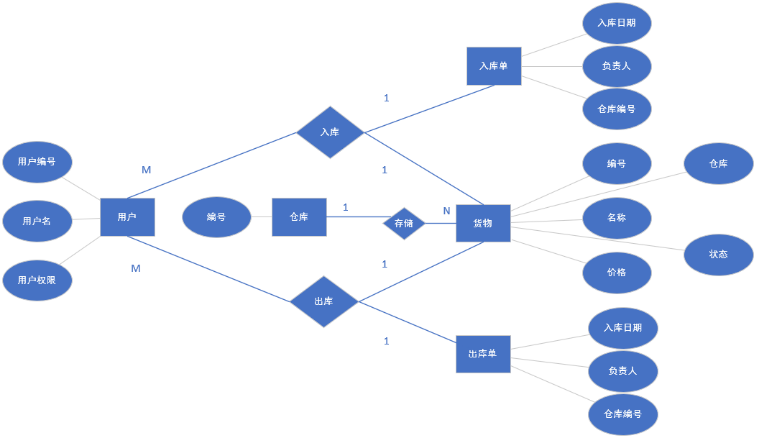 入库日期
入库单
负责人
1
仓库编号
入库
M
1
用户编号
编号
仓库
用户
编号
仓库
1
存储
N
货物
名称
用户名
状态
M
1
用户权限
价格
出库
入库日期
1
出库单
负责人
仓库编号